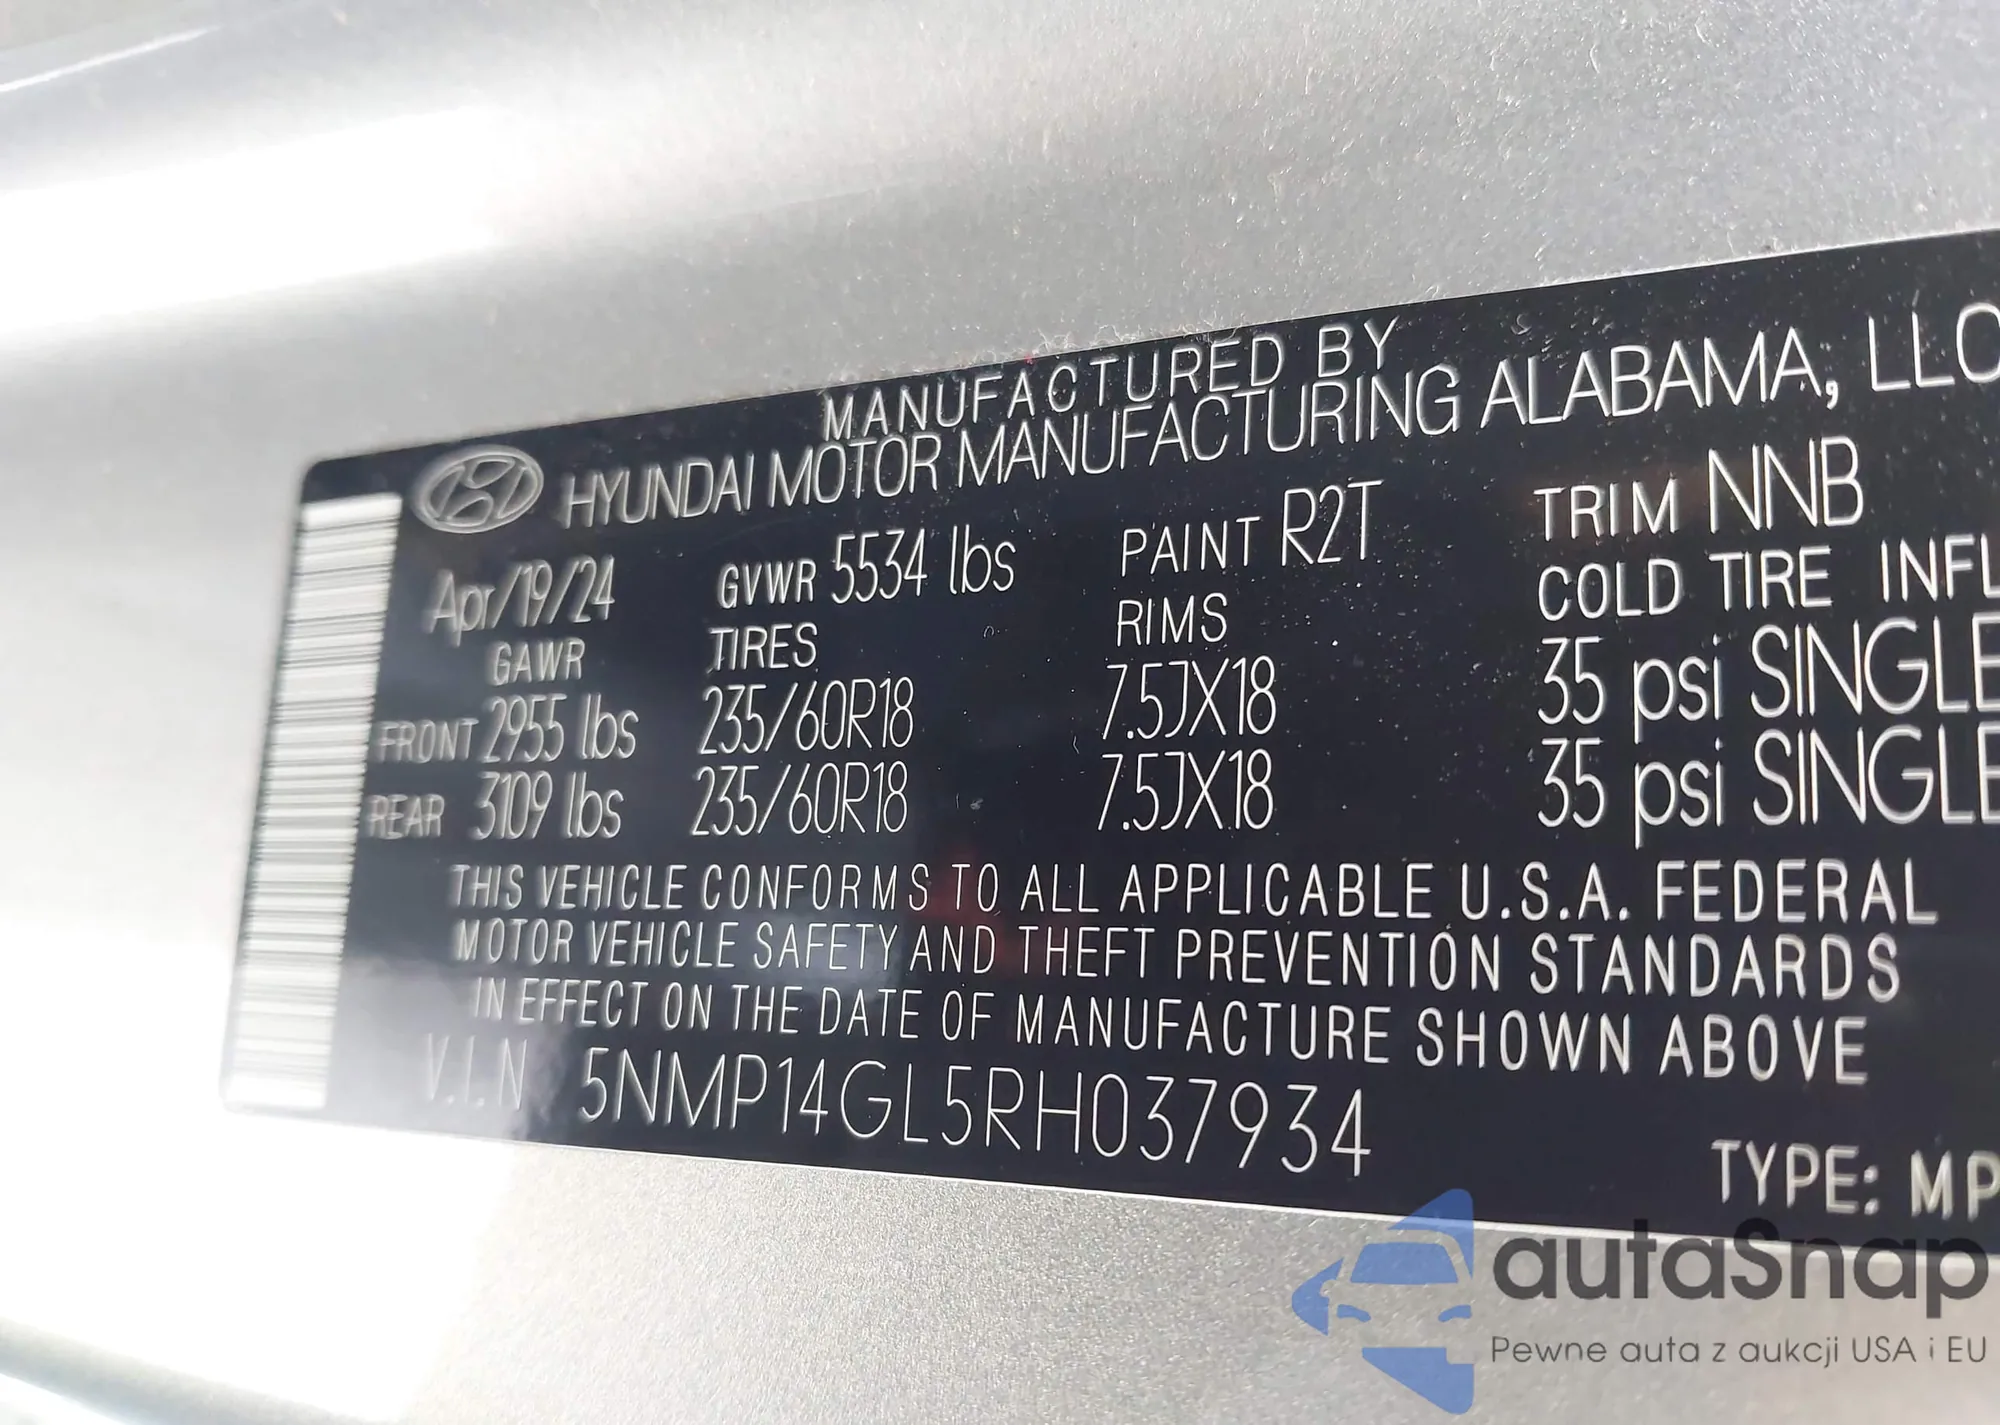 MANUFACTURED BY
HYUNDAI MOTOR MANUFACTURING ALABAMA, LLC
Apr/19/24 GVWR 5534 lbs PAINT R2T TRIM NNB
GAWR TIRES RIMS COLD TIRE INFL
FRONT 2955 lbs 235/60R18 7.5JX18 35 psi SINGLE
REAR 3109 lbs 235/60R18 7.5JX18 35 psi SINGLE
THIS VEHICLE CONFORMS TO ALL APPLICABLE U.S.A. FEDERAL
MOTOR VEHICLE SAFETY AND THEFT PREVENTION STANDARDS
IN EFFECT ON THE DATE OF MANUFACTURE SHOWN ABOVE
V.I.N 5NMP14GL5RH037934
TYPE: MP
autaSnap
Pewne auta z aukcji USA i EU